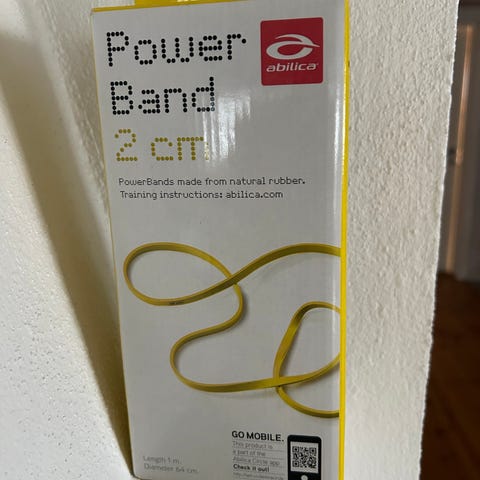 Power
Band
2 cm
abilica
PowerBands made from natural rubber.
Training instructions: abilica.com
GO MOBILE.
This product is
a part of the
Abilica Circle app.
Check it out!
Length 1 m.
Diameter 64 cm.